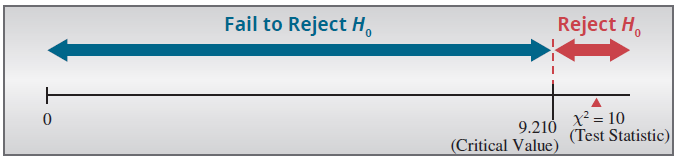 Fail to Reject H₀
Reject H₀
0
9.210
(Critical Value)
χ² = 10
(Test Statistic)